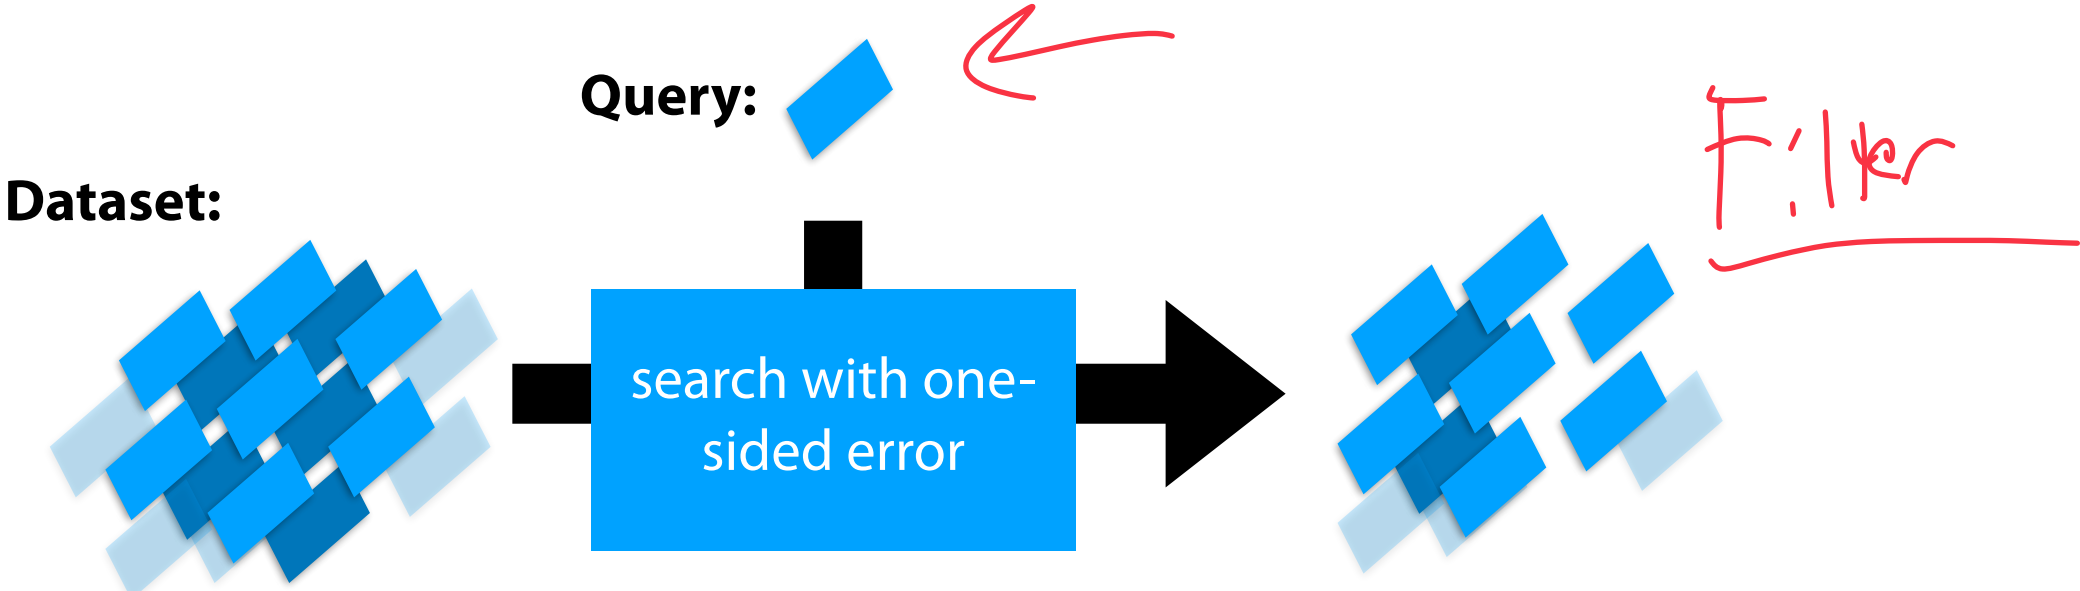 Query:
Filter
Dataset:
search with one-
sided error